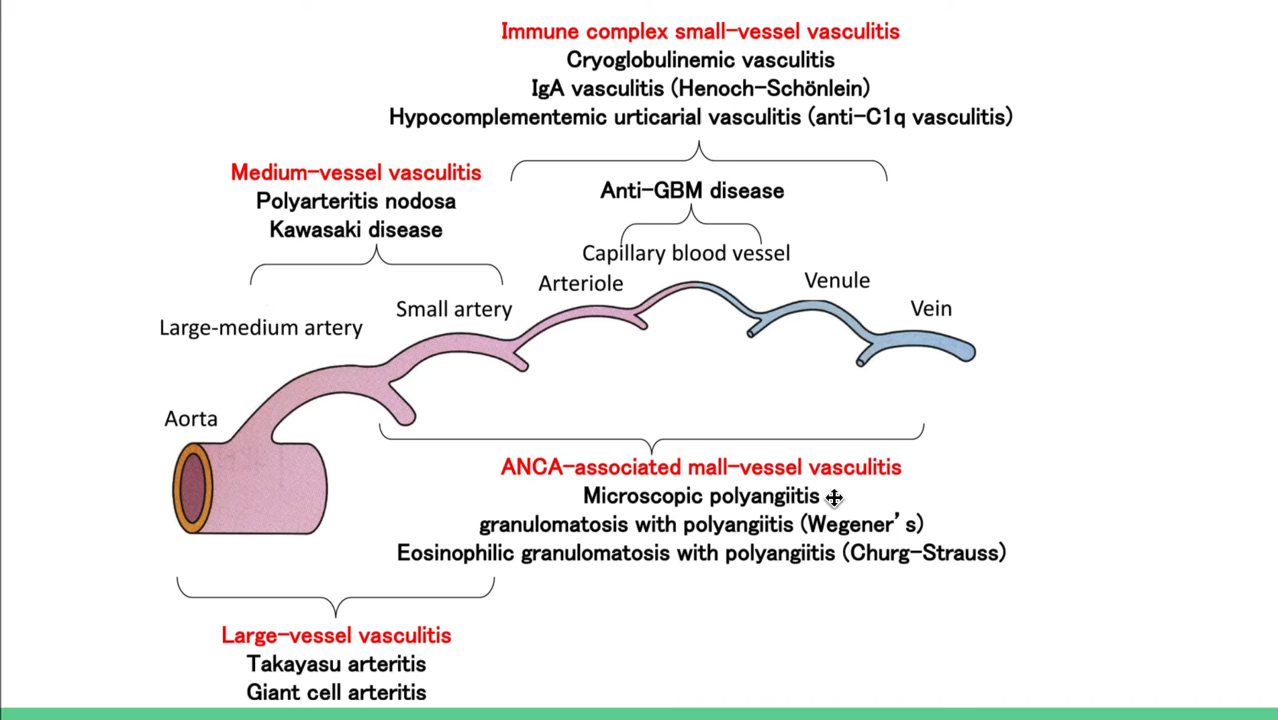 Immune complex small-vessel vasculitis
Cryoglobulinemic vasculitis
IgA vasculitis (Henoch-Schönlein)
Hypocomplementemic urticarial vasculitis (anti-C1q vasculitis)
Medium-vessel vasculitis
Polyarteritis nodosa
Kawasaki disease
Anti-GBM disease
Capillary blood vessel
Arteriole
Venule
Small artery
Vein
Large-medium artery
Aorta
ANCA-associated mall-vessel vasculitis
Microscopic polyangiitis
granulomatosis with polyangiitis (Wegener's)
Eosinophilic granulomatosis with polyangiitis (Churg-Strauss)
Large-vessel vasculitis
Takayasu arteritis
Giant cell arteritis